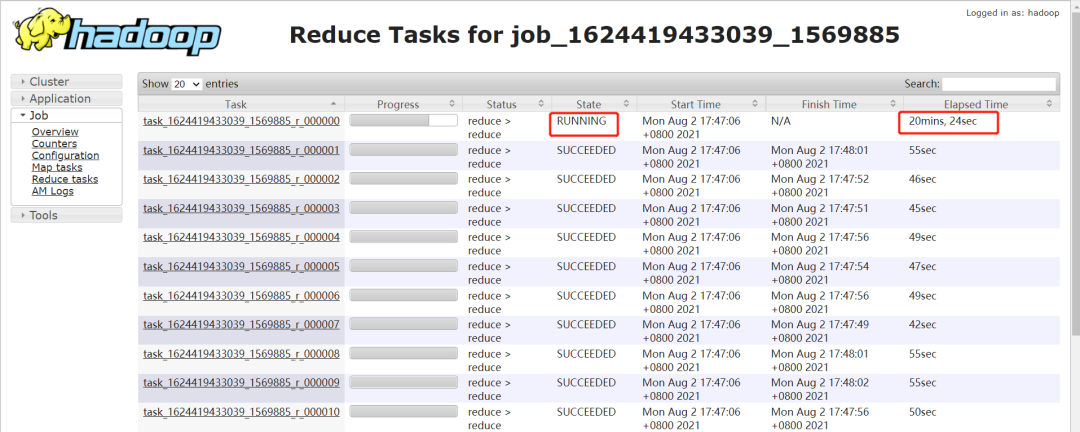 Logged in as: hadoop
hadoop
Reduce Tasks for job_1624419433039_1569885
Cluster
Application
Job
Overview
Counters
Configuration
Map tasks
Reduce tasks
AM Logs
Tools
Show 20 entries
Search:
Task Progress Status State Start Time Finish Time Elapsed Time
task_1624419433039_1569885_r_000000 reduce > RUNNING Mon Aug 2 17:47:06 N/A 20mins, 24sec
reduce +0800 2021
task_1624419433039_1569885_r_000001 reduce > SUCCEEDED Mon Aug 2 17:47:06 Mon Aug 2 17:48:01 55sec
reduce +0800 2021 +0800 2021
task_1624419433039_1569885_r_000002 reduce > SUCCEEDED Mon Aug 2 17:47:06 Mon Aug 2 17:47:52 46sec
reduce +0800 2021 +0800 2021
task_1624419433039_1569885_r_000003 reduce > SUCCEEDED Mon Aug 2 17:47:06 Mon Aug 2 17:47:51 45sec
reduce +0800 2021 +0800 2021
task_1624419433039_1569885_r_000004 reduce > SUCCEEDED Mon Aug 2 17:47:06 Mon Aug 2 17:47:56 49sec
reduce +0800 2021 +0800 2021
task_1624419433039_1569885_r_000005 reduce > SUCCEEDED Mon Aug 2 17:47:06 Mon Aug 2 17:47:54 47sec
reduce +0800 2021 +0800 2021
task_1624419433039_1569885_r_000006 reduce > SUCCEEDED Mon Aug 2 17:47:06 Mon Aug 2 17:47:56 49sec
reduce +0800 2021 +0800 2021
task_1624419433039_1569885_r_000007 reduce > SUCCEEDED Mon Aug 2 17:47:06 Mon Aug 2 17:47:49 42sec
reduce +0800 2021 +0800 2021
task_1624419433039_1569885_r_000008 reduce > SUCCEEDED Mon Aug 2 17:47:06 Mon Aug 2 17:48:01 55sec
reduce +0800 2021 +0800 2021
task_1624419433039_1569885_r_000009 reduce > SUCCEEDED Mon Aug 2 17:47:06 Mon Aug 2 17:48:02 55sec
reduce +0800 2021 +0800 2021
task_1624419433039_1569885_r_000010 reduce > SUCCEEDED Mon Aug 2 17:47:06 Mon Aug 2 17:47:56 50sec
reduce +0800 2021 +0800 2021